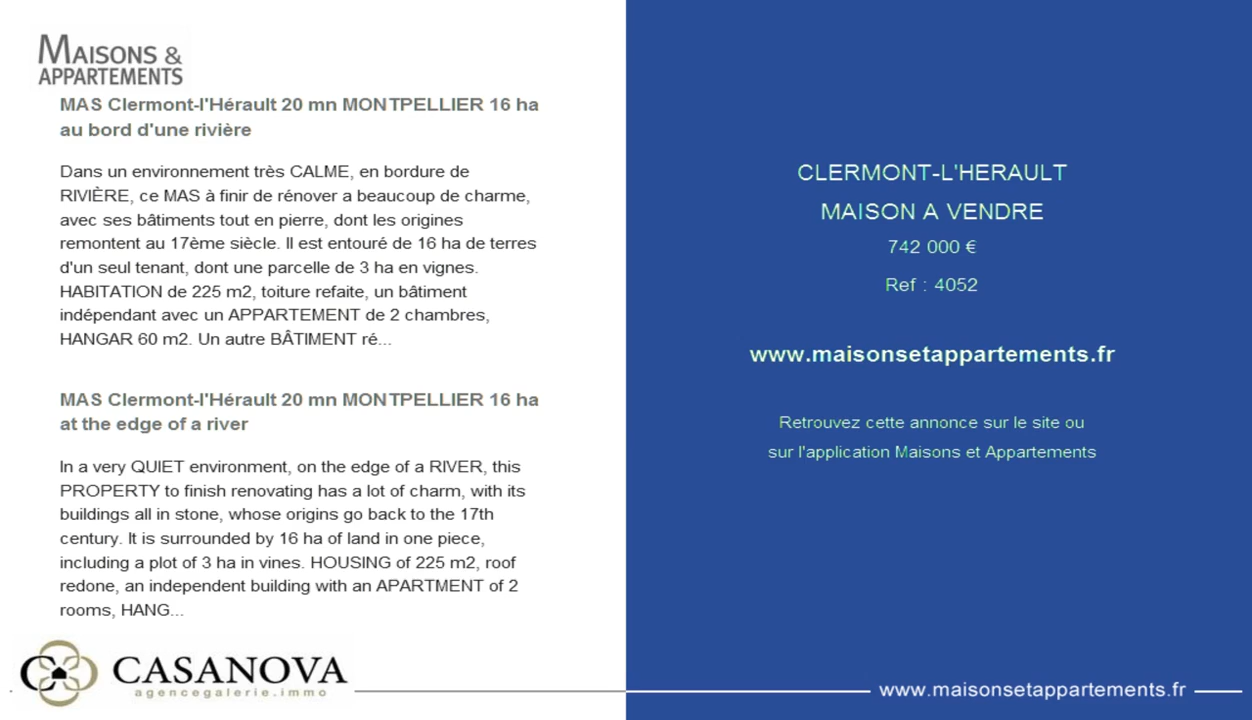 MAISONS &
APPARTEMENTS
MAS Clermont-l'Hérault 20 mn MONTPELLIER 16 ha
au bord d'une rivière
Dans un environnement très CALME, en bordure de
RIVIÈRE, ce MAS à finir de rénover a beaucoup de charme,
avec ses bâtiments tout en pierre, dont les origines
remontent au 17ème siècle. Il est entouré de 16 ha de terres
d'un seul tenant, dont une parcelle de 3 ha en vignes.
HABITATION de 225 m2, toiture refaite, un bâtiment
indépendant avec un APPARTEMENT de 2 chambres,
HANGAR 60 m2. Un autre BÂTIMENT ré...
MAS Clermont-l'Hérault 20 mn MONTPELLIER 16 ha
at the edge of a river
In a very QUIET environment, on the edge of a RIVER, this
PROPERTY to finish renovating has a lot of charm, with its
buildings all in stone, whose origins go back to the 17th
century. It is surrounded by 16 ha of land in one piece,
including a plot of 3 ha in vines. HOUSING of 225 m2, roof
redone, an independent building with an APARTMENT of 2
rooms, HANG...
CASANOVA
agencegalerie.immo
CLERMONT-L'HERAULT
MAISON A VENDRE
742 000 €
Ref : 4052
www.maisonsetappartements.fr
Retrouvez cette annonce sur le site ou
sur l'application Maisons et Appartements
www.maisonsetappartements.fr